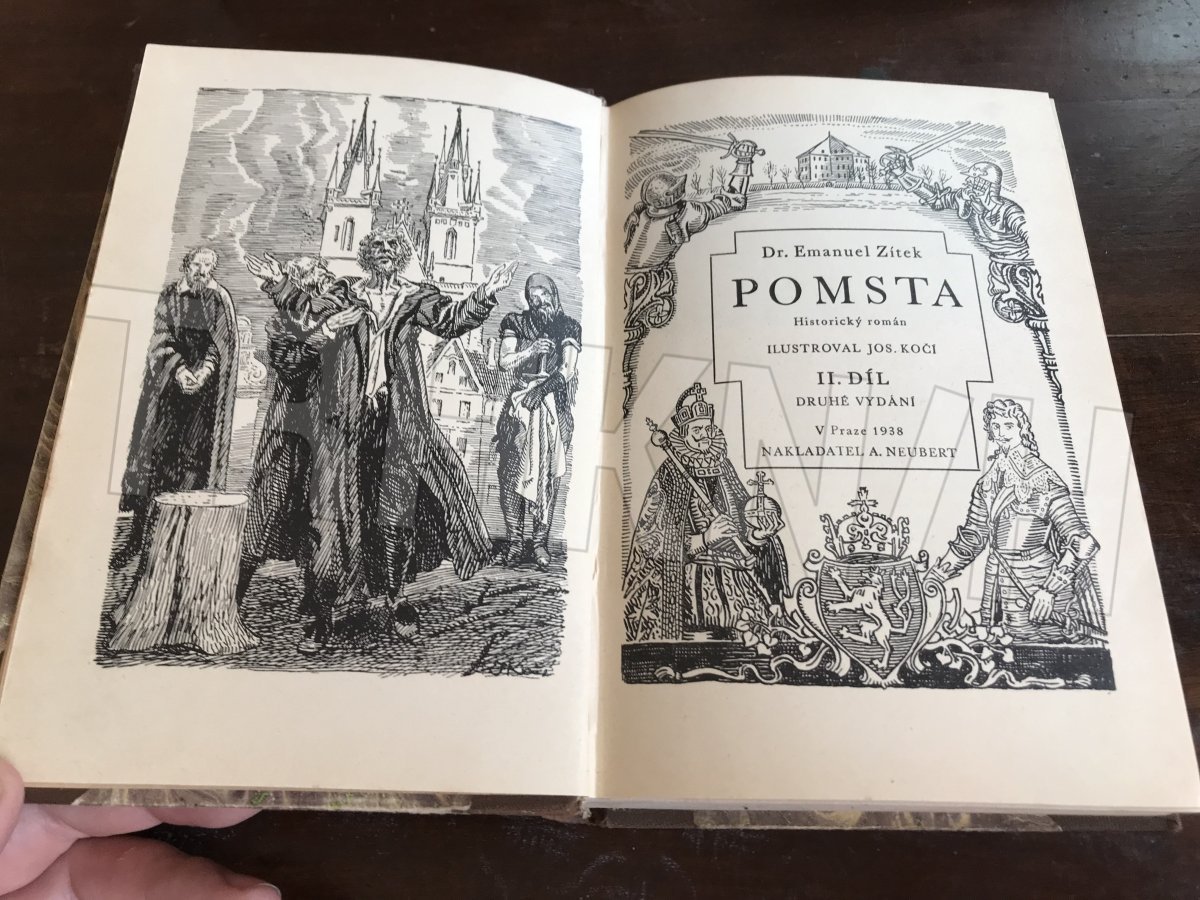 Dr. Emanuel Zítek
POMSTA
Historický román
ILUSTROVAL JOS. KOČÍ
II. DÍL
DRUHÉ VYDÁNÍ
V Praze 1938
NAKLADATEL A. NEUBERT